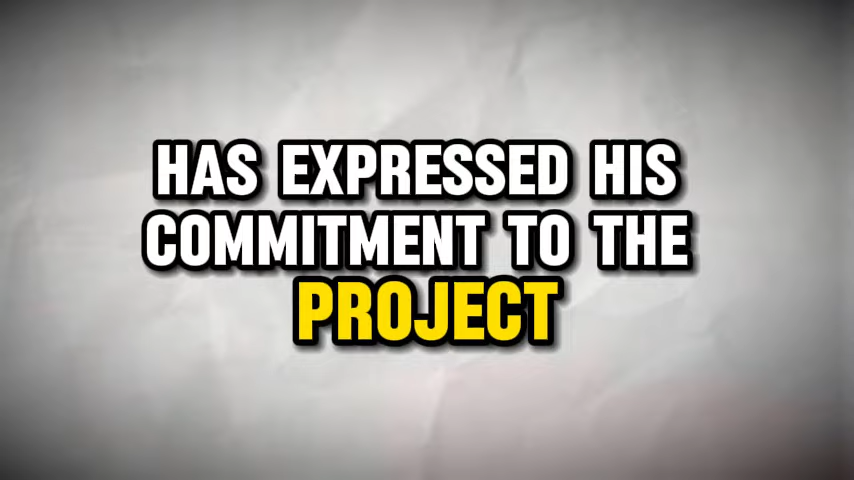 HAS EXPRESSED HIS
COMMITMENT TO THE
PROJECT